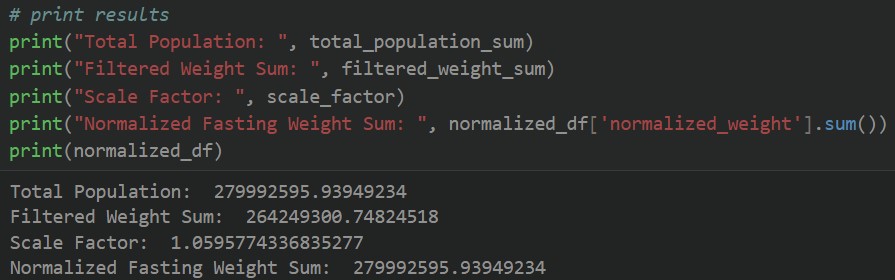 # print results
print("Total Population: ", total_population_sum)
print("Filtered Weight Sum: ", filtered_weight_sum)
print("Scale Factor: ", scale_factor)
print("Normalized Fasting Weight Sum: ", normalized_df['normalized_weight'].sum())
print(normalized_df)
Total Population:  279992595.93949234
Filtered Weight Sum:  264249300.74824518
Scale Factor:  1.0595774336835277
Normalized Fasting Weight Sum:  279992595.93949234